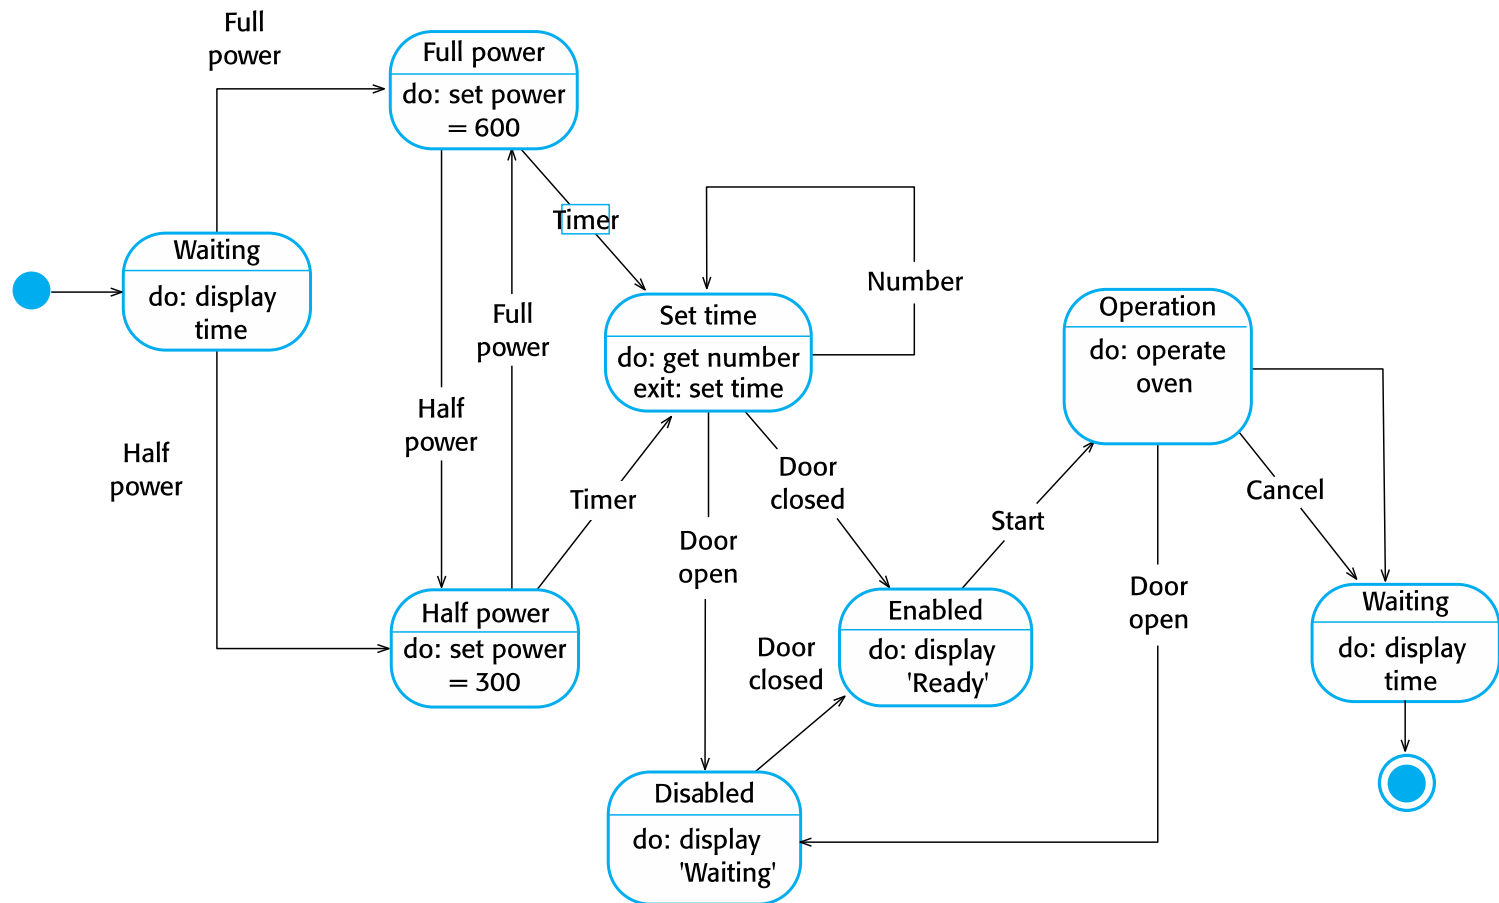 Full
power
Full power
do: set power
= 600
Timer
Waiting
do: display
time
Number
Full
power
Set time
do: get number
exit: set time
Operation
do: operate
oven
Half
power
Half
power
Timer
Door
closed
Cancel
Start
Door
open
Door
open
Half power
do: set power
= 300
Enabled
do: display
'Ready'
Door
closed
Waiting
do: display
time
Disabled
do: display
'Waiting'